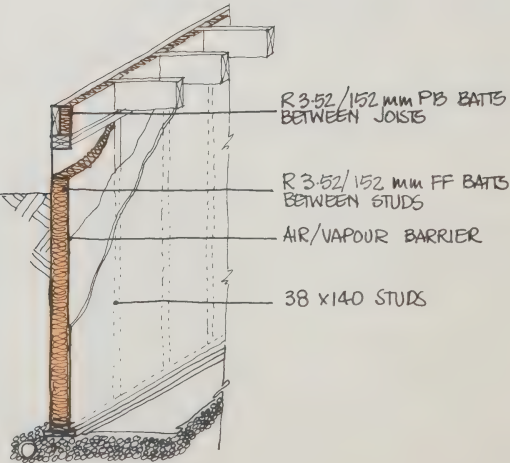 R 3·52/152 mm PB BATTS
BETWEEN JOISTS
R 3·52/152 mm FF BATTS
BETWEEN STUDS
AIR/VAPOUR BARRIER
38 x140 STUDS